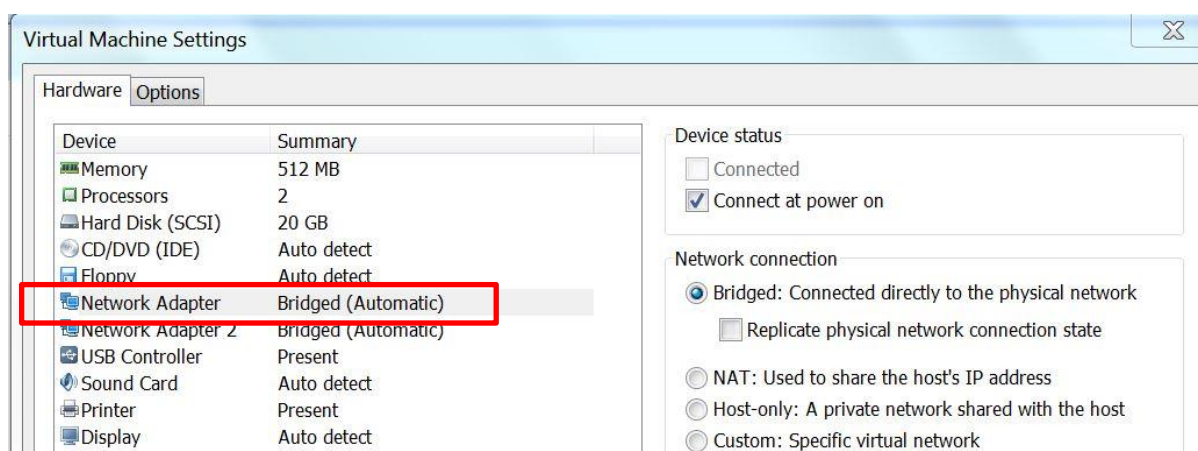 Virtual Machine Settings
Hardware Options
Device Summary
Memory 512 MB
Processors 2
Hard Disk (SCSI) 20 GB
CD/DVD (IDE) Auto detect
Floppy Auto detect
Network Adapter Bridged (Automatic)
Network Adapter 2 Bridged (Automatic)
USB Controller Present
Sound Card Auto detect
Printer Present
Display Auto detect
Device status
Connected
Connect at power on
Network connection
Bridged: Connected directly to the physical network
Replicate physical network connection state
NAT: Used to share the host's IP address
Host-only: A private network shared with the host
Custom: Specific virtual network